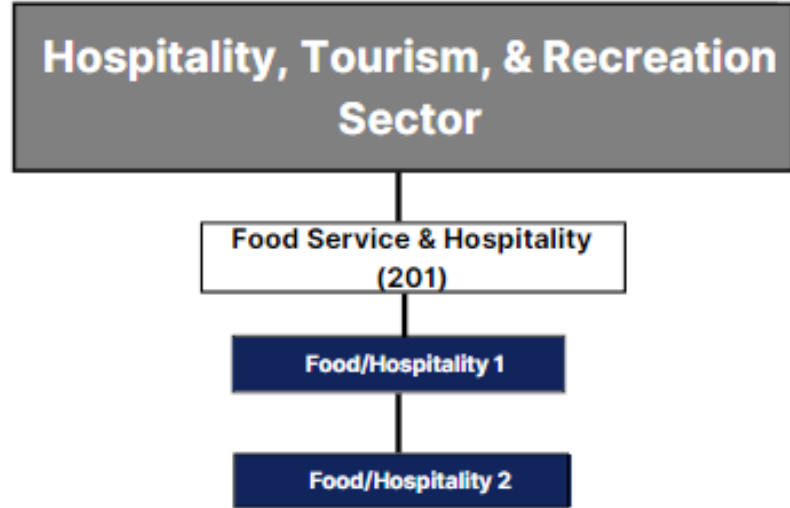 Hospitality, Tourism, & Recreation
Sector
Food Service & Hospitality
(201)
Food/Hospitality 1
Food/Hospitality 2